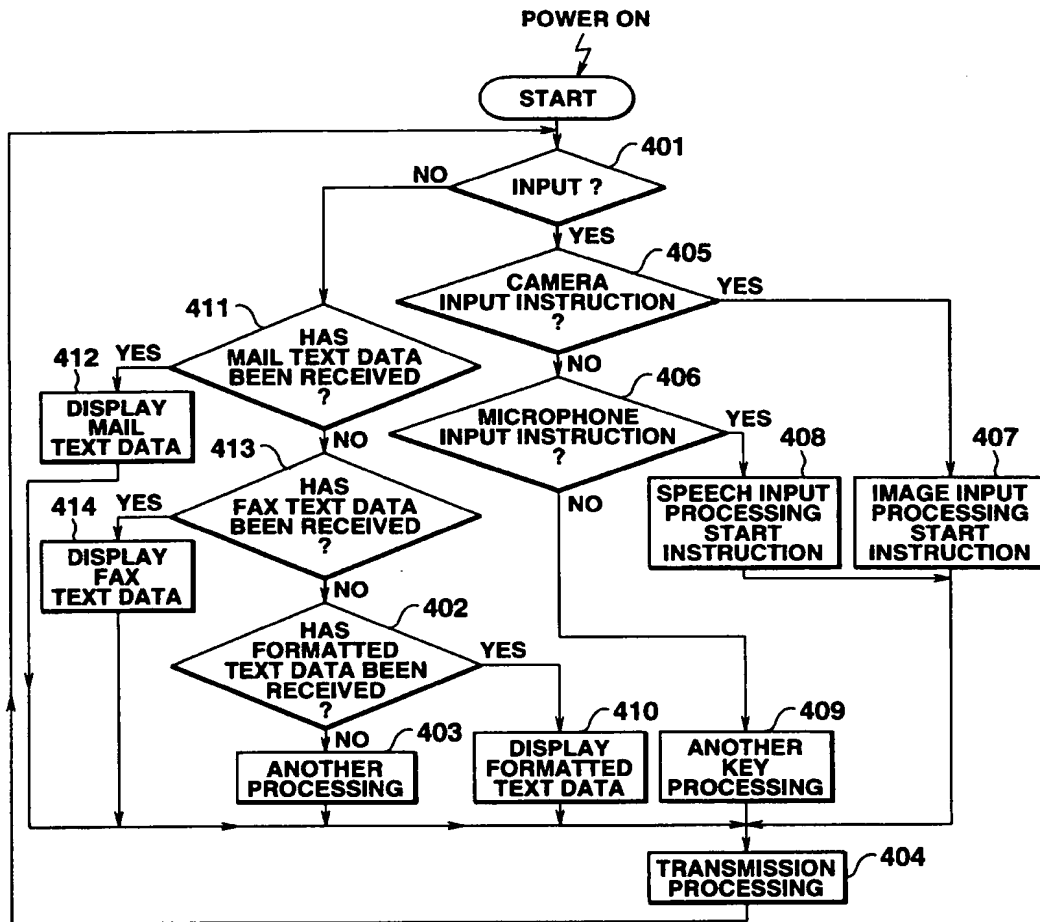 POWER ON
START
401
INPUT ?
NO
YES
405
CAMERA
INPUT INSTRUCTION
?
YES
NO
411
HAS
MAIL TEXT DATA
BEEN RECEIVED
?
YES
NO
412
DISPLAY
MAIL
TEXT DATA
406
MICROPHONE
INPUT INSTRUCTION
?
YES
NO
408
SPEECH INPUT
PROCESSING
START
INSTRUCTION
407
IMAGE INPUT
PROCESSING
START
INSTRUCTION
413
HAS
FAX TEXT DATA
BEEN RECEIVED
?
YES
NO
414
DISPLAY
FAX
TEXT DATA
402
HAS
FORMATTED
TEXT DATA BEEN
RECEIVED
?
YES
NO
403
ANOTHER
PROCESSING
410
DISPLAY
FORMATTED
TEXT DATA
409
ANOTHER
KEY
PROCESSING
404
TRANSMISSION
PROCESSING